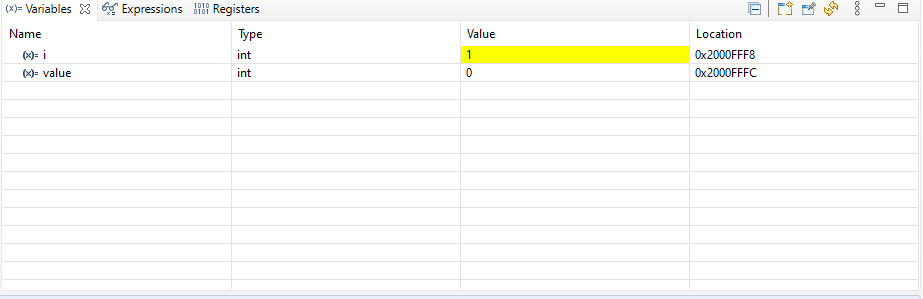 (x)= Variables Expressions 1010 0101 Registers
Name Type Value Location
(x)= i int 1 0x2000FFF8
(x)= value int 0 0x2000FFFC